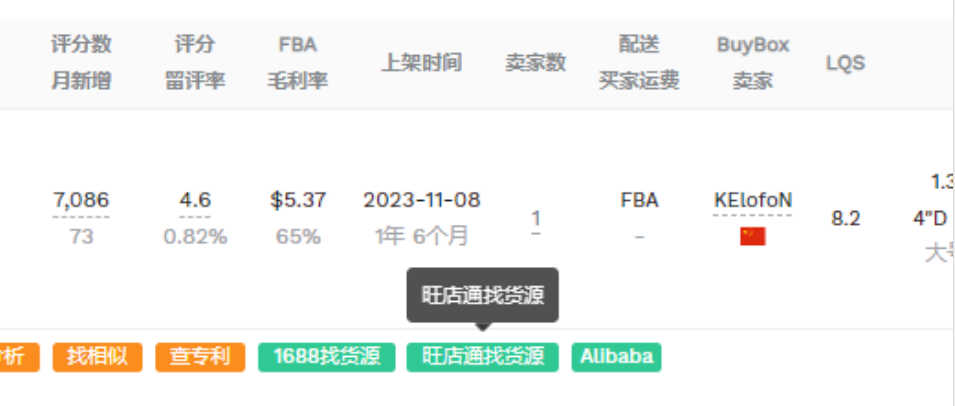 评分数 评分 FBA 上架时间 卖家数 配送 BuyBox LQS
月新增 留评率 毛利率 买家运费 卖家
7,086 4.6 $5.37 2023-11-08 1 FBA KElofoN 8.2 1.3
4"D
73 0.82% 65% 1年 6个月 -
大
旺店通找货源
析 找相似 查专利 1688找货源 旺店通找货源 Alibaba